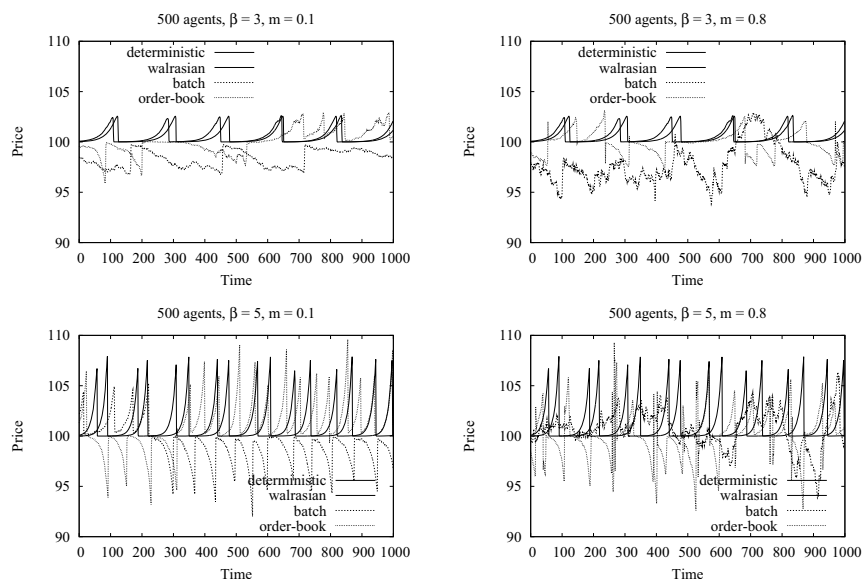 500 agents, β = 3, m = 0.1
110
105
100
95
90
Price
deterministic
walrasian
batch
order-book
0 100 200 300 400 500 600 700 800 900 1000
Time
500 agents, β = 3, m = 0.8
110
105
100
95
90
Price
deterministic
walrasian
batch
order-book
0 100 200 300 400 500 600 700 800 900 1000
Time
500 agents, β = 5, m = 0.1
110
105
100
95
90
Price
deterministic
walrasian
batch
order-book
0 100 200 300 400 500 600 700 800 900 1000
Time
500 agents, β = 5, m = 0.8
110
105
100
95
90
Price
deterministic
walrasian
batch
order-book
0 100 200 300 400 500 600 700 800 900 1000
Time